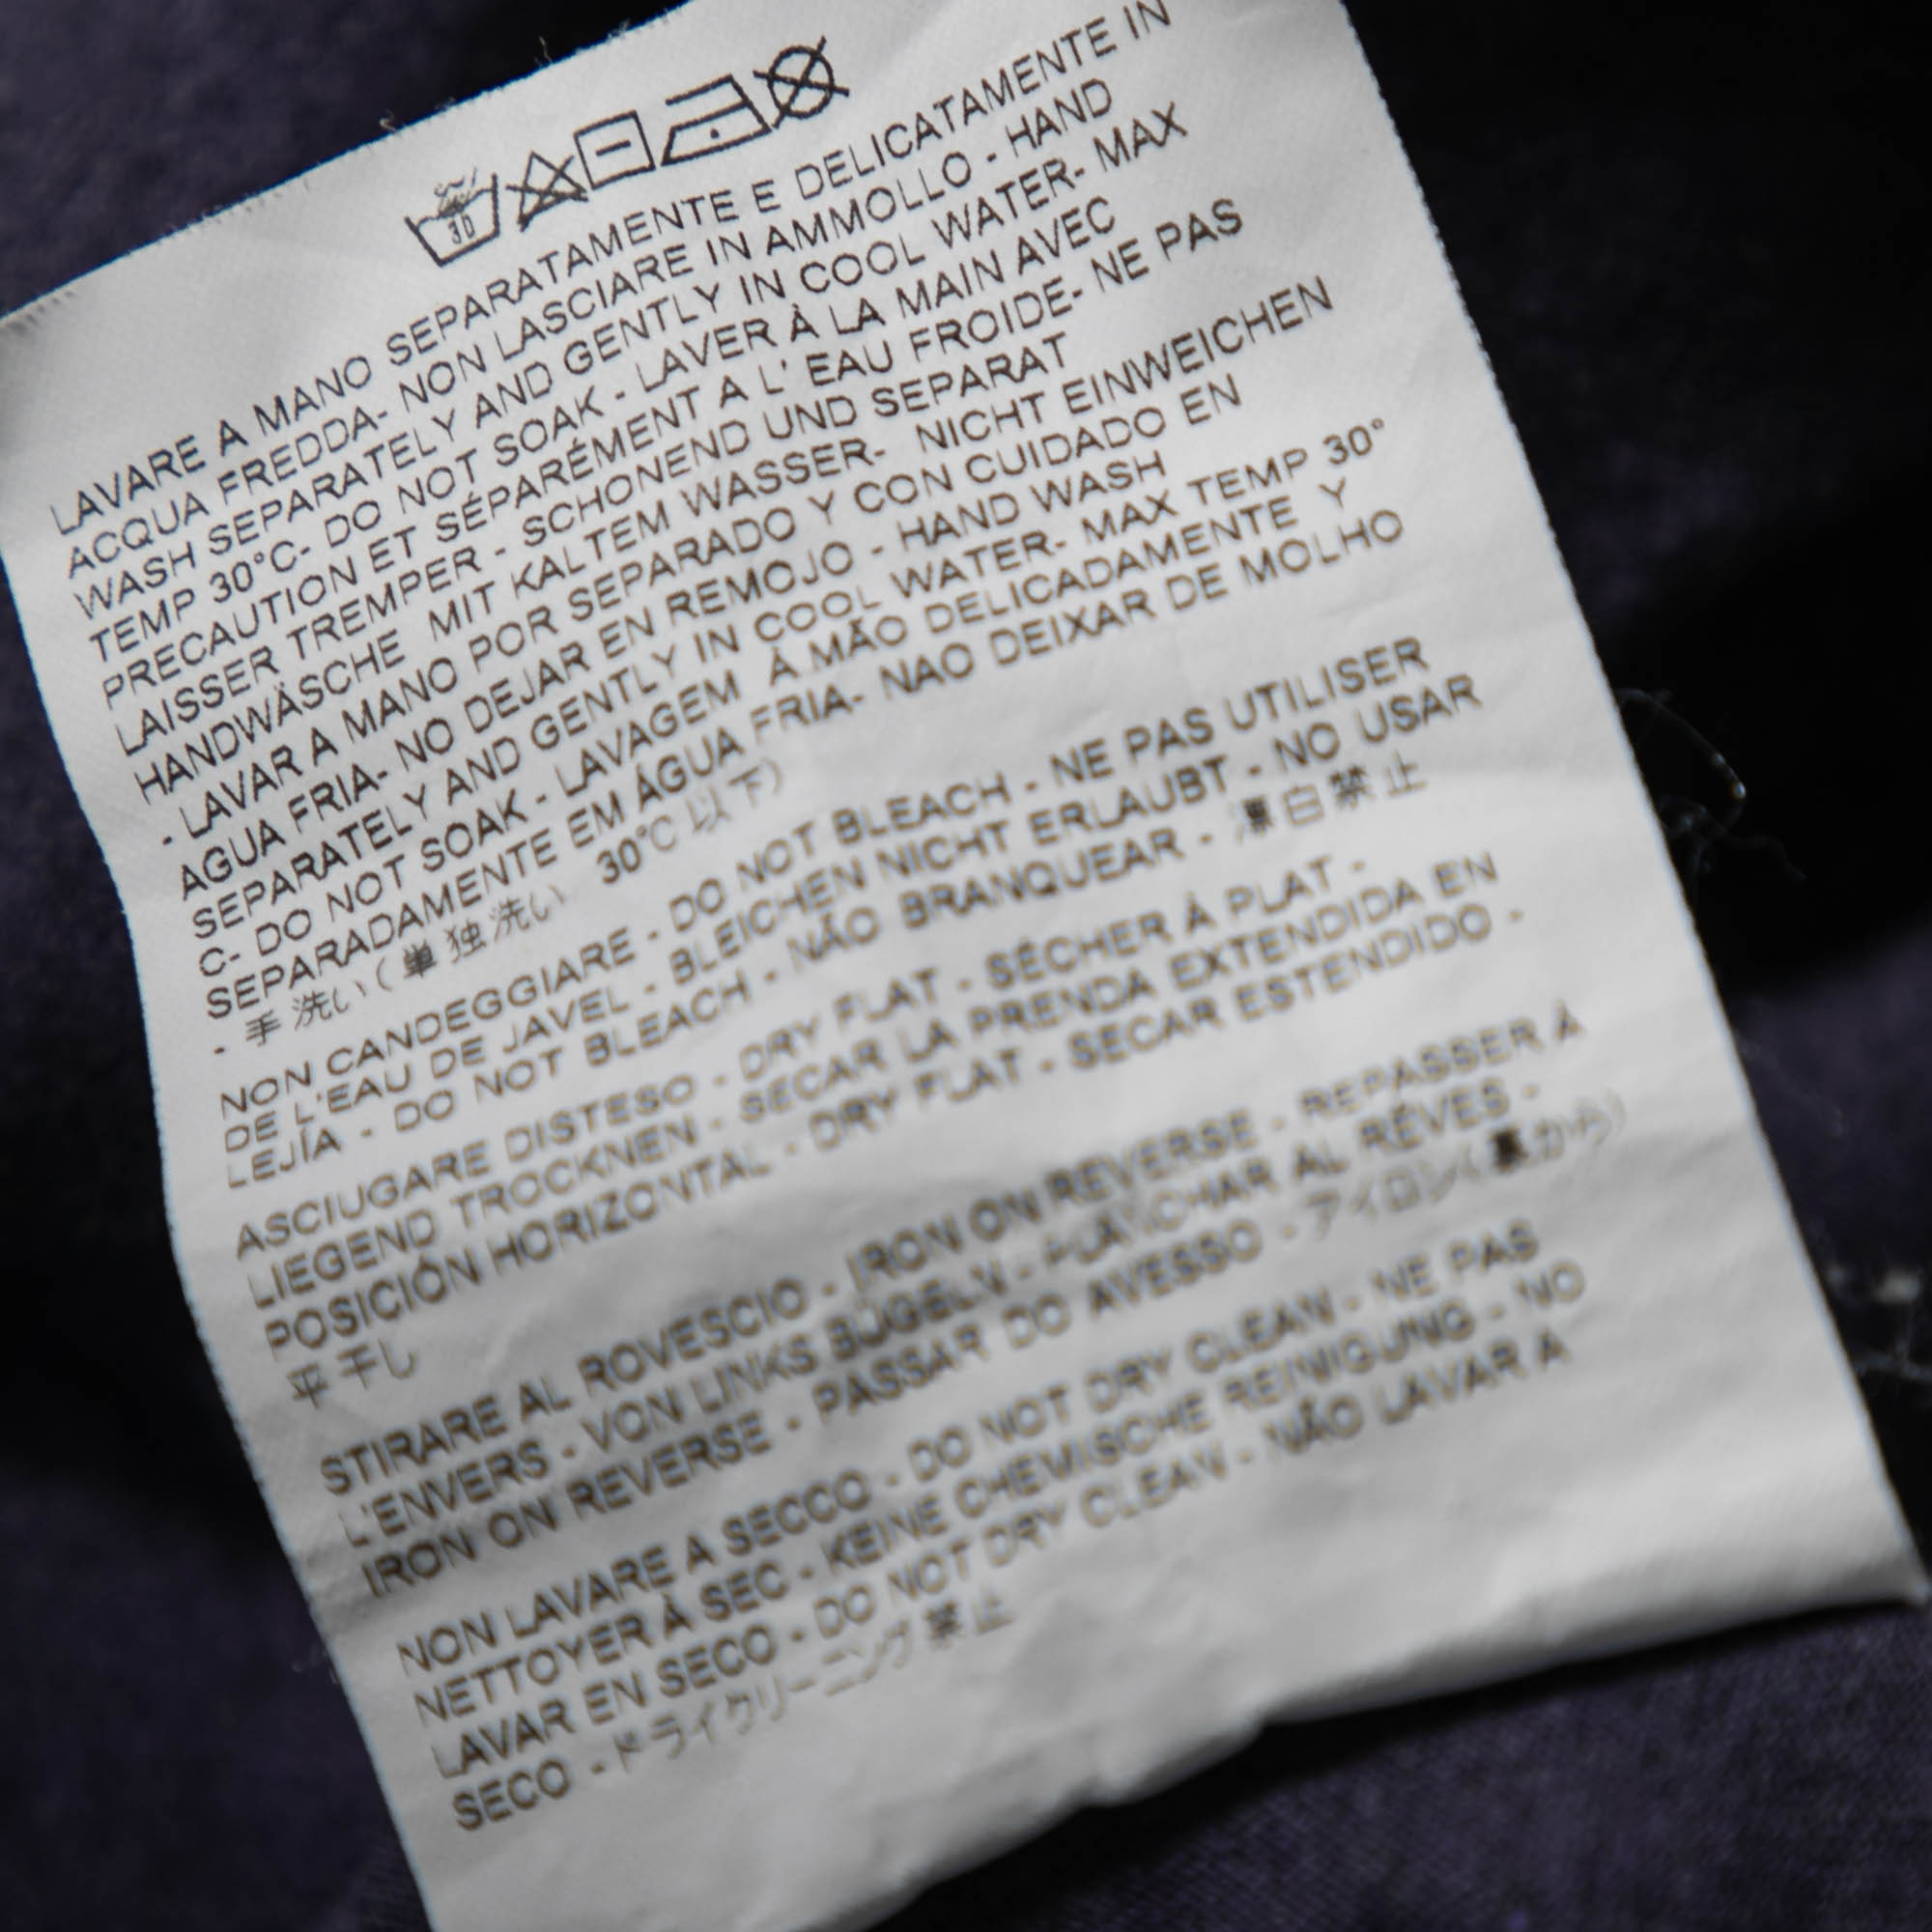 30
LAVARE A MANO SEPARATAMENTE E DELICATAMENTE IN
ACQUA FREDDA- NON LASCIARE IN AMMOLLO - HAND
WASH SEPARATELY AND GENTLY IN COOL WATER- MAX
TEMP 30°C- DO NOT SOAK - LAVER À LA MAIN AVEC
PRECAUTION ET SÉPARÉMENT A L' EAU FROIDE- NE PAS
LAISSER TREMPER - SCHONEND UND SEPARAT
HANDWÄSCHE MIT KALTEM WASSER- NICHT EINWEICHEN
- LAVAR A MANO POR SEPARADO Y CON CUIDADO EN
AGUA FRIA- NO DEJAR EN REMOJO - HAND WASH
SEPARATELY AND GENTLY IN COOL WATER- MAX TEMP 30°
C- DO NOT SOAK - LAVAGEM À MÃO DELICADAMENTE Y
SEPARADAMENTE EM ÁGUA FRIA- NAO DEIXAR DE MOLHO
- 手洗い(単独洗い 30℃以下)
NON CANDEGGIARE - DO NOT BLEACH - NE PAS UTILISER
DE L'EAU DE JAVEL - BLEICHEN NICHT ERLAUBT - NO USAR
LEJÍA - DO NOT BLEACH - NÃO BRANQUEAR - 漂白禁止
ASCIUGARE DISTESO - DRY FLAT - SÉCHER À PLAT -
LIEGEND TROCKNEN - SECAR LA PRENDA EXTENDIDA EN
POSICIÓN HORIZONTAL - DRY FLAT - SECAR ESTENDIDO -
平干し
STIRARE AL ROVESCIO - IRON ON REVERSE - REPASSER À
L'ENVERS - VON LINKS BÜGELN - PLANCHAR AL RÉVES -
IRON ON REVERSE - PASSAR DO AVESSO - アイロン(裏から)
NON LAVARE A SECCO - DO NOT DRY CLEAN - NE PAS
NETTOYER À SEC - KEINE CHEMISCHE REINIGUNG - NO
LAVAR EN SECO - DO NOT DRY CLEAN - NÃO LAVAR A
SECO - ドライクリーニング禁止